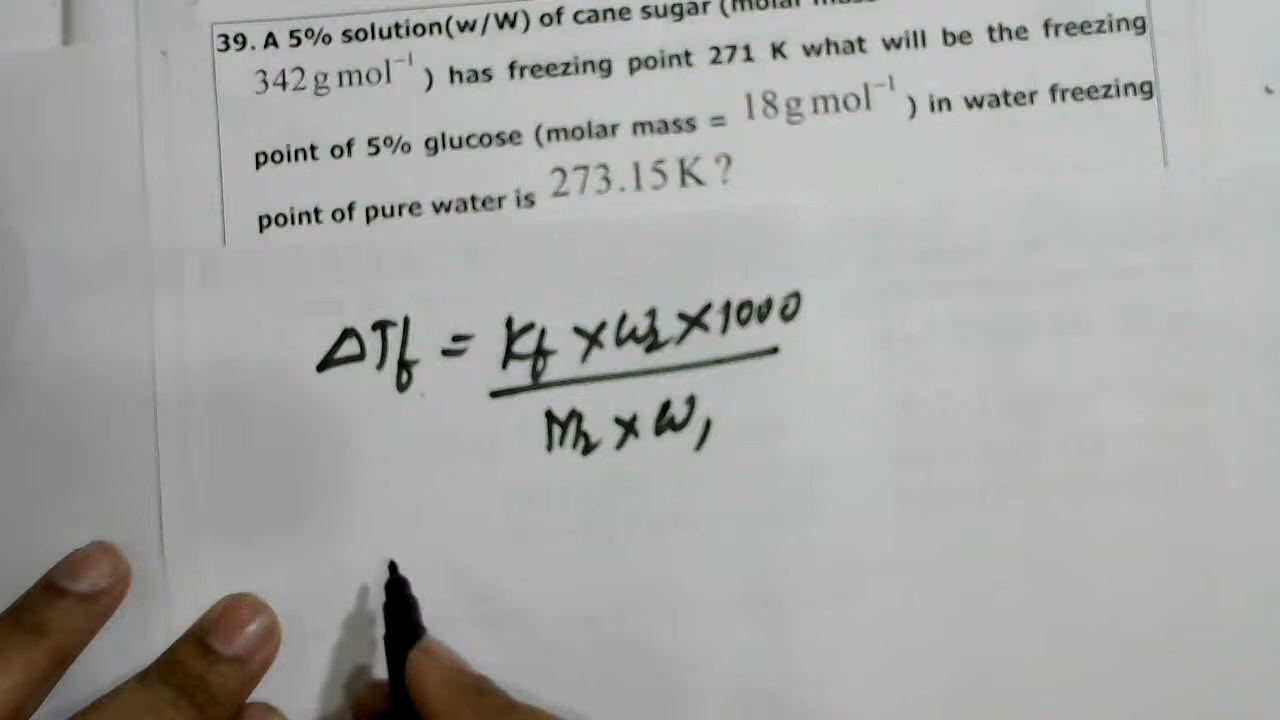 39. A 5% solution(w/W) of cane sugar (molar mass
342 g mol⁻¹ ) has freezing point 271 K what will be the freezing
point of 5% glucose (molar mass = 18 g mol⁻¹ ) in water freezing
point of pure water is 273.15 K ?
ΔTf = Kf × W2 × 1000
M2 × W1